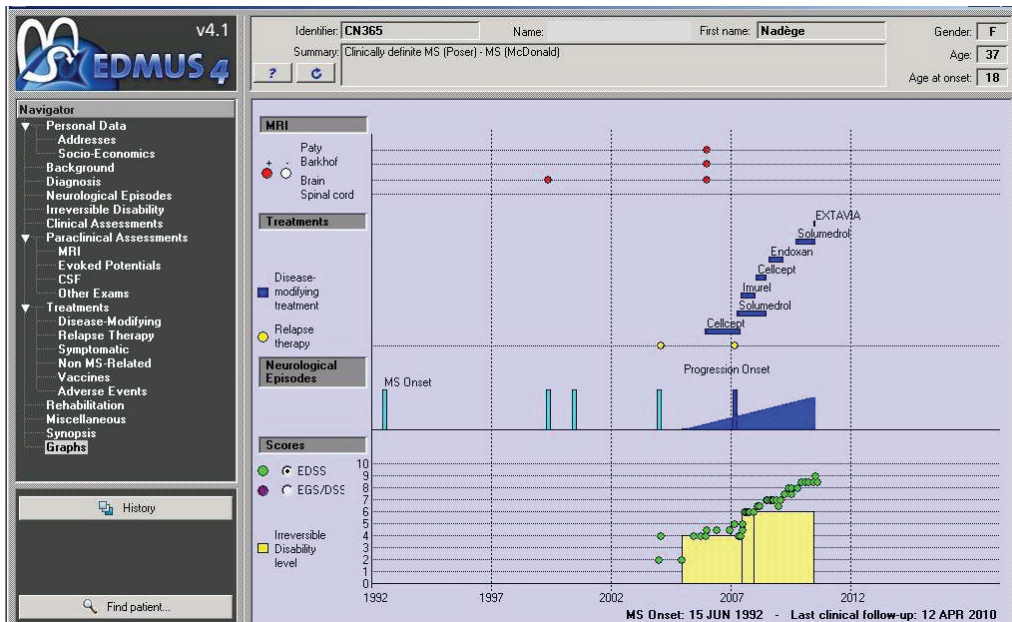 v4.1
EDMUS 4
Identifier: CN365
Name:
First name: Nadège
Gender: F
Summary: Clinically definite MS (Poser) - MS (McDonald)
Age: 37
?
Age at onset: 18
Navigator
Personal Data
Addresses
Socio-Economics
Background
Diagnosis
Neurological Episodes
Irreversible Disability
Clinical Assessments
Paraclinical Assessments
MRI
Evoked Potentials
CSF
Other Exams
Treatments
Disease-Modifying
Relapse Therapy
Symptomatic
Non MS-Related
Vaccines
Adverse Events
Rehabilitation
Miscellaneous
Synopsis
Graphs
History
Find patient...
MRI
+ -
Paty
Barkhof
Brain
Spinal cord
Treatments
EXTAVIA
Solumedrol
Endoxan
Cellcept
Imurel
Solumedrol
Cellcept
Disease-
modifying
treatment
Relapse
therapy
Neurological
Episodes
MS Onset
Progression Onset
Scores
EDSS
EGS/DSS
Irreversible
Disability
level
10
9
8
7
6
5
4
3
2
1
0
1992 1997 2002 2007 2012
MS Onset: 15 JUN 1992 - Last clinical follow-up: 12 APR 2010